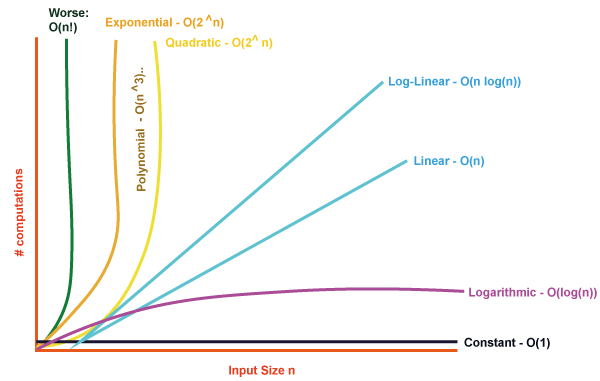 Worse:
O(n!)
Exponential - O(2^n)
Quadratic - O(2^ n)
Polynomial - O(n^3)..
Log-Linear - O(n log(n))
Linear - O(n)
# computations
Logarithmic - O(log(n))
Constant - O(1)
Input Size n